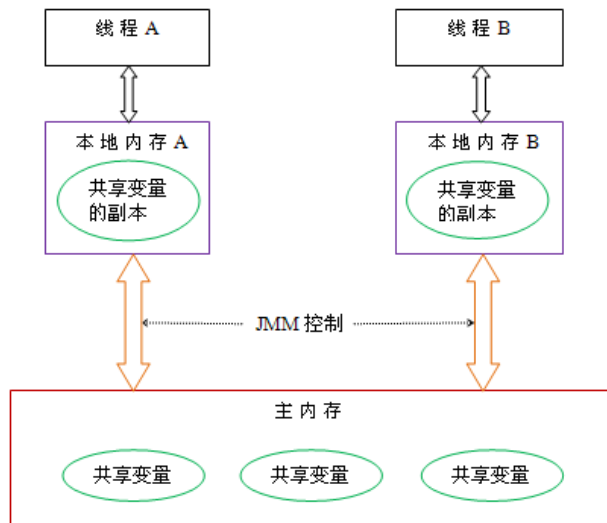 线程 A
线程 B
本地内存 A
本地内存 B
共享变量
的副本
共享变量
的副本
JMM 控制
主内存
共享变量
共享变量
共享变量